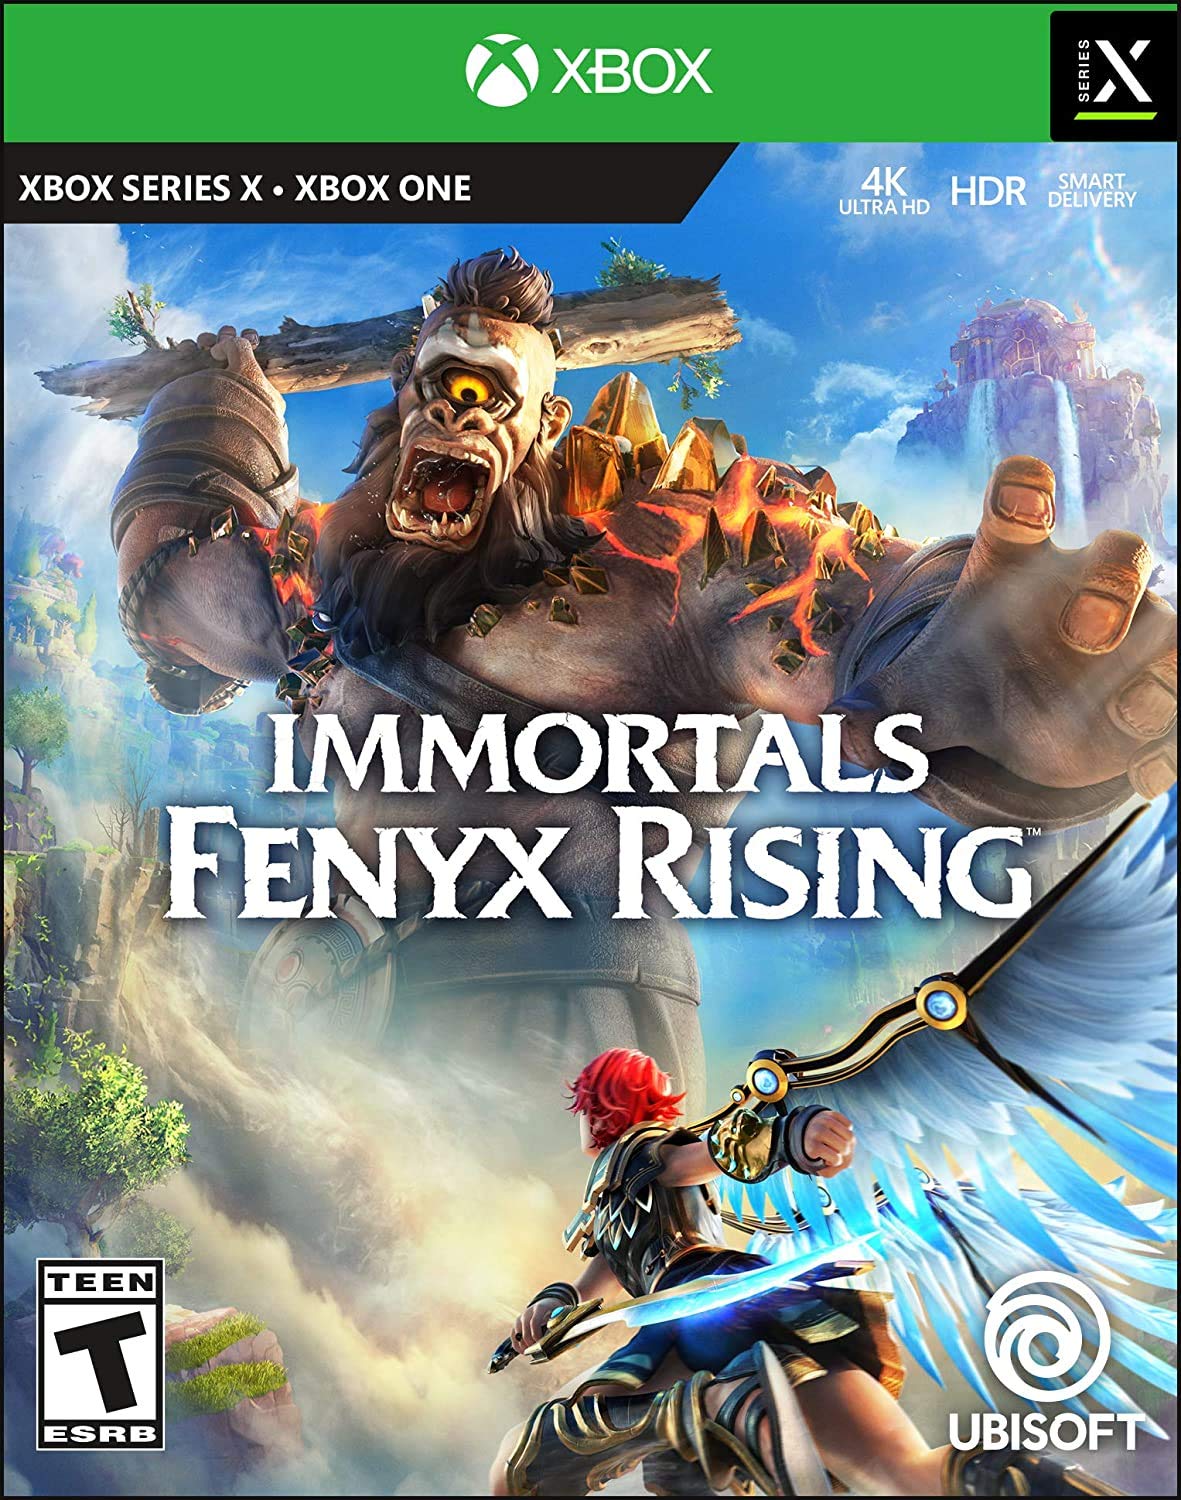 XBOX
SERIES X
XBOX SERIES X • XBOX ONE
4K
ULTRA HD
HDR
SMART
DELIVERY
IMMORTALS
FENYX RISING™
TEEN
T
ESRB
UBISOFT